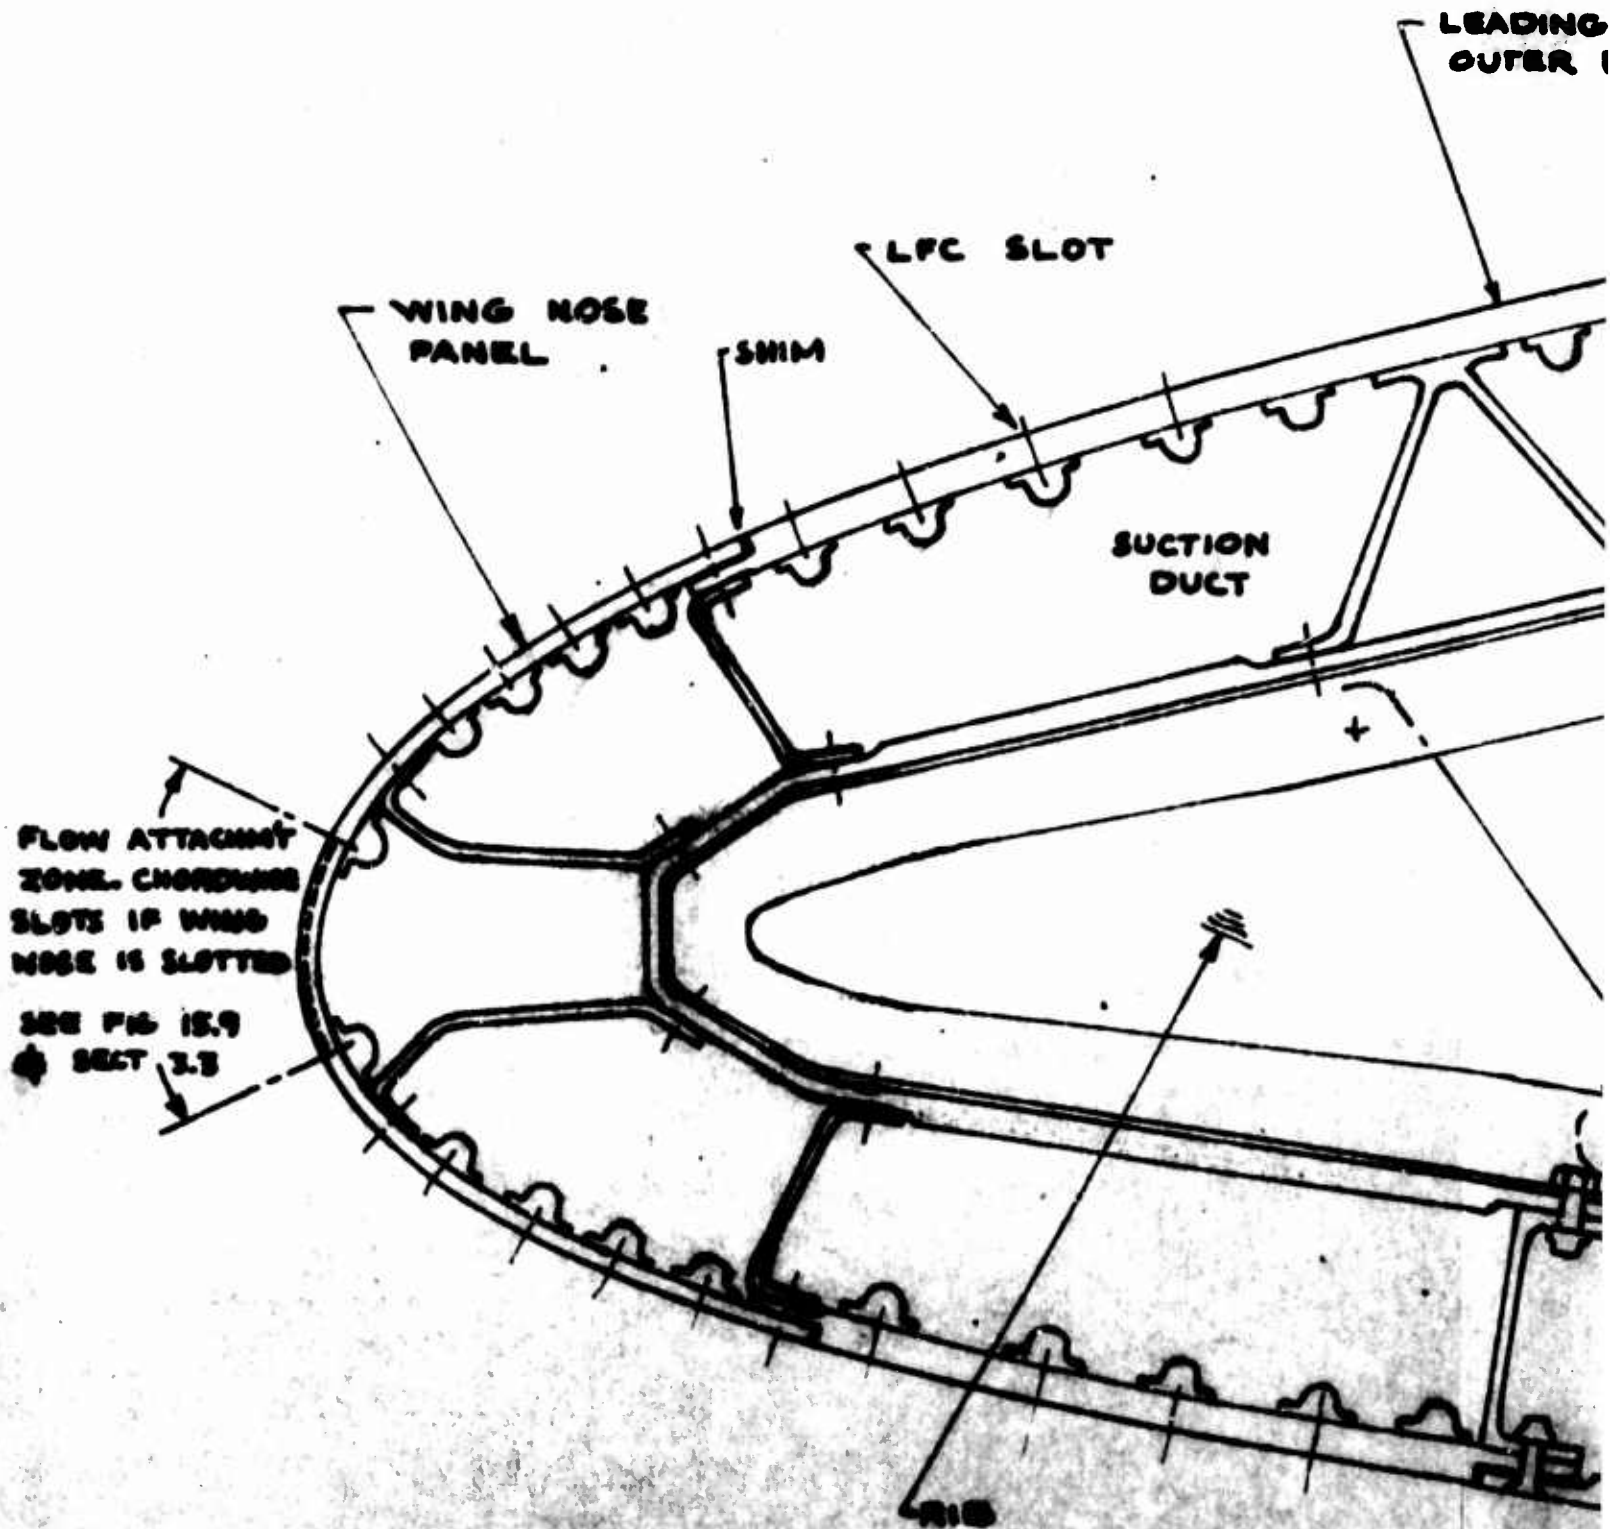 LEADING
OUTER
LFC SLOT
WING NOSE
PANEL
SHIM
SUCTION
DUCT
FLOW ATTACHM'T
ZONE. CHORDWISE
SLOTS IF WING
NOSE IS SLOTTED
SEE FIG 15.9
SECT 3.3
RIB